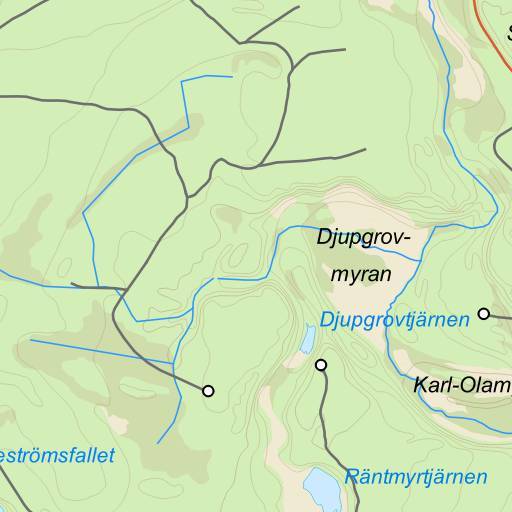 Djupgrov-
myran
Djupgrovtjärnen
Karl-Olam
eströmsfallet
Räntmyrtjärnen